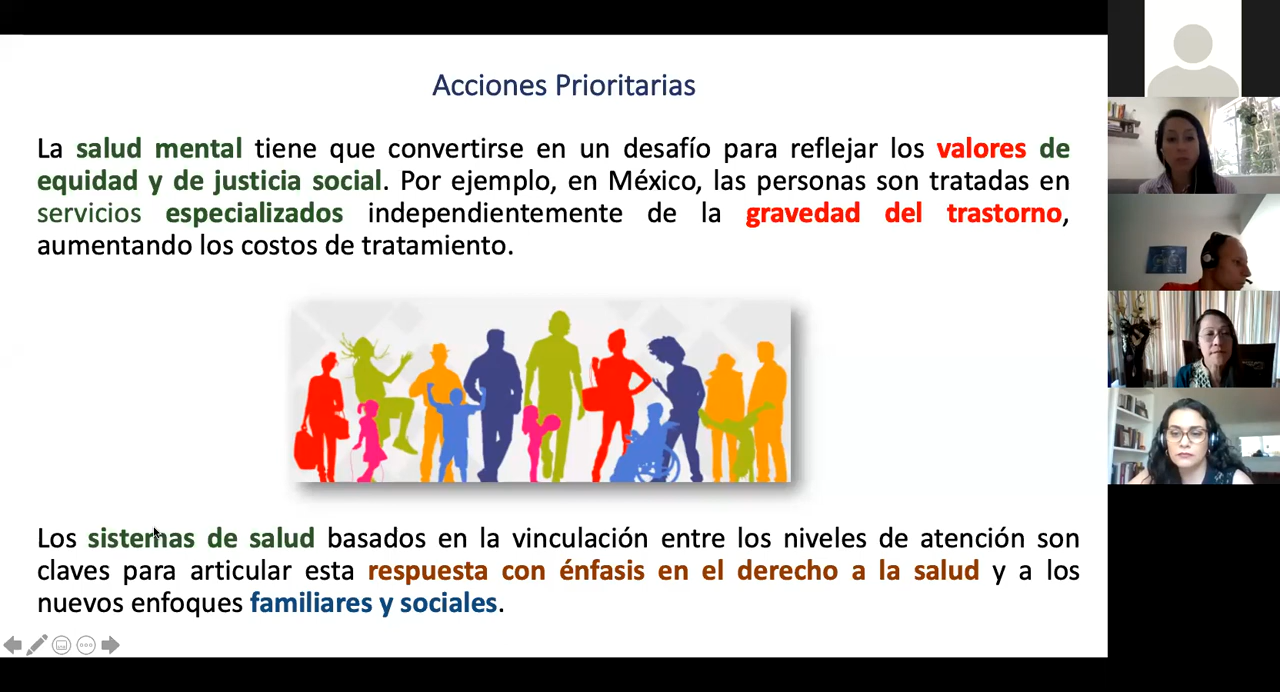 Acciones Prioritarias
La salud mental tiene que convertirse en un desafío para reflejar los valores de
equidad y de justicia social. Por ejemplo, en México, las personas son tratadas en
servicios especializados independientemente de la gravedad del trastorno,
aumentando los costos de tratamiento.
Los sistemas de salud basados en la vinculación entre los niveles de atención son
claves para articular esta respuesta con énfasis en el derecho a la salud y a los
nuevos enfoques familiares y sociales.